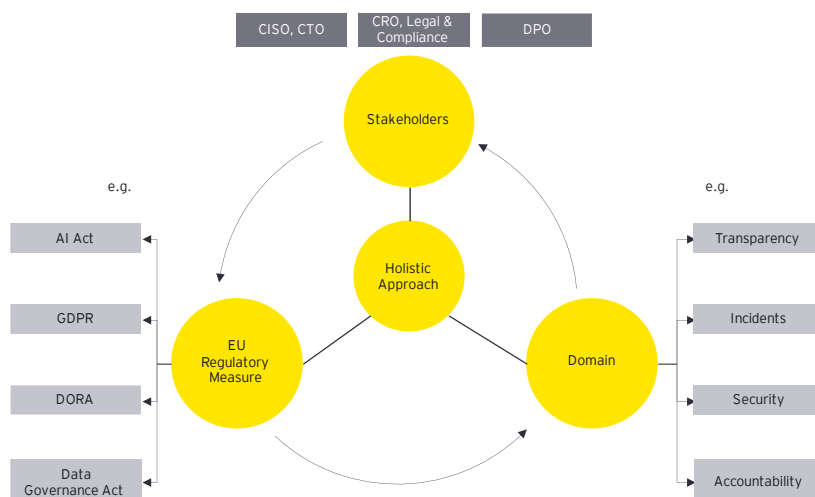 CISO, CTO
CRO, Legal &
Compliance
DPO
Stakeholders
e.g.
e.g.
AI Act
Transparency
Holistic
Approach
GDPR
Incidents
EU
Regulatory
Measure
Domain
DORA
Security
Data
Governance Act
Accountability